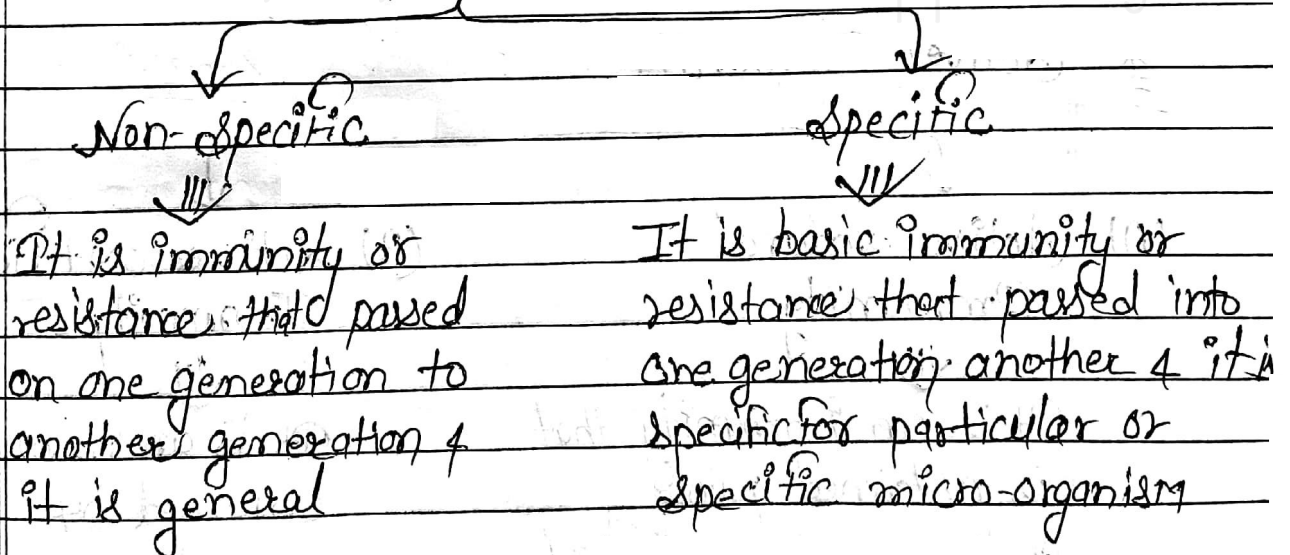 Non-Specific
Specific
It is immunity or
resistance that passed
on one generation to
another generation &
it is general
It is basic immunity or
resistance that passed into
one generation another & it is
specific for particular or
specific micro-organism